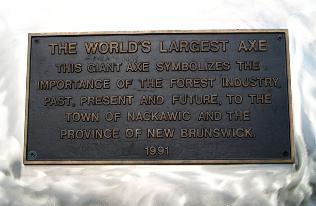 THE WORLD'S LARGEST AXE
THIS GIANT AXE SYMBOLIZES THE
IMPORTANCE OF THE FOREST INDUSTRY,
PAST, PRESENT AND FUTURE, TO THE
TOWN OF NACKAWIC AND THE
PROVINCE OF NEW BRUNSWICK.
1991